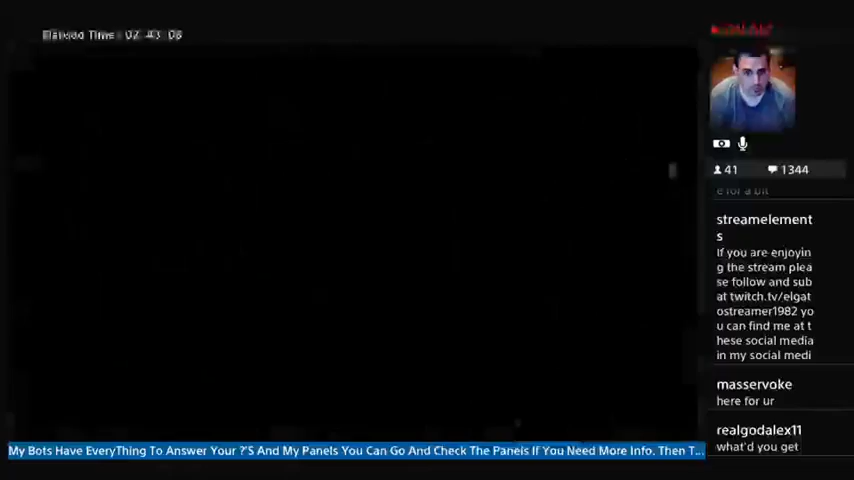 Elapsed Time
41
1344
e for a bit
streamelement
s
If you are enjoyin
g the stream plea
se follow and sub
at twitch.tv/elgat
ostreamer1982 yo
u can find me at t
hese social media
in my social medi
masservoke
here for ur
realgodalex11
what'd you get
My Bots Have EveryThing To Answer Your ?'S And My Panels You Can Go And Check The Panels If You Need More Info. Then T...